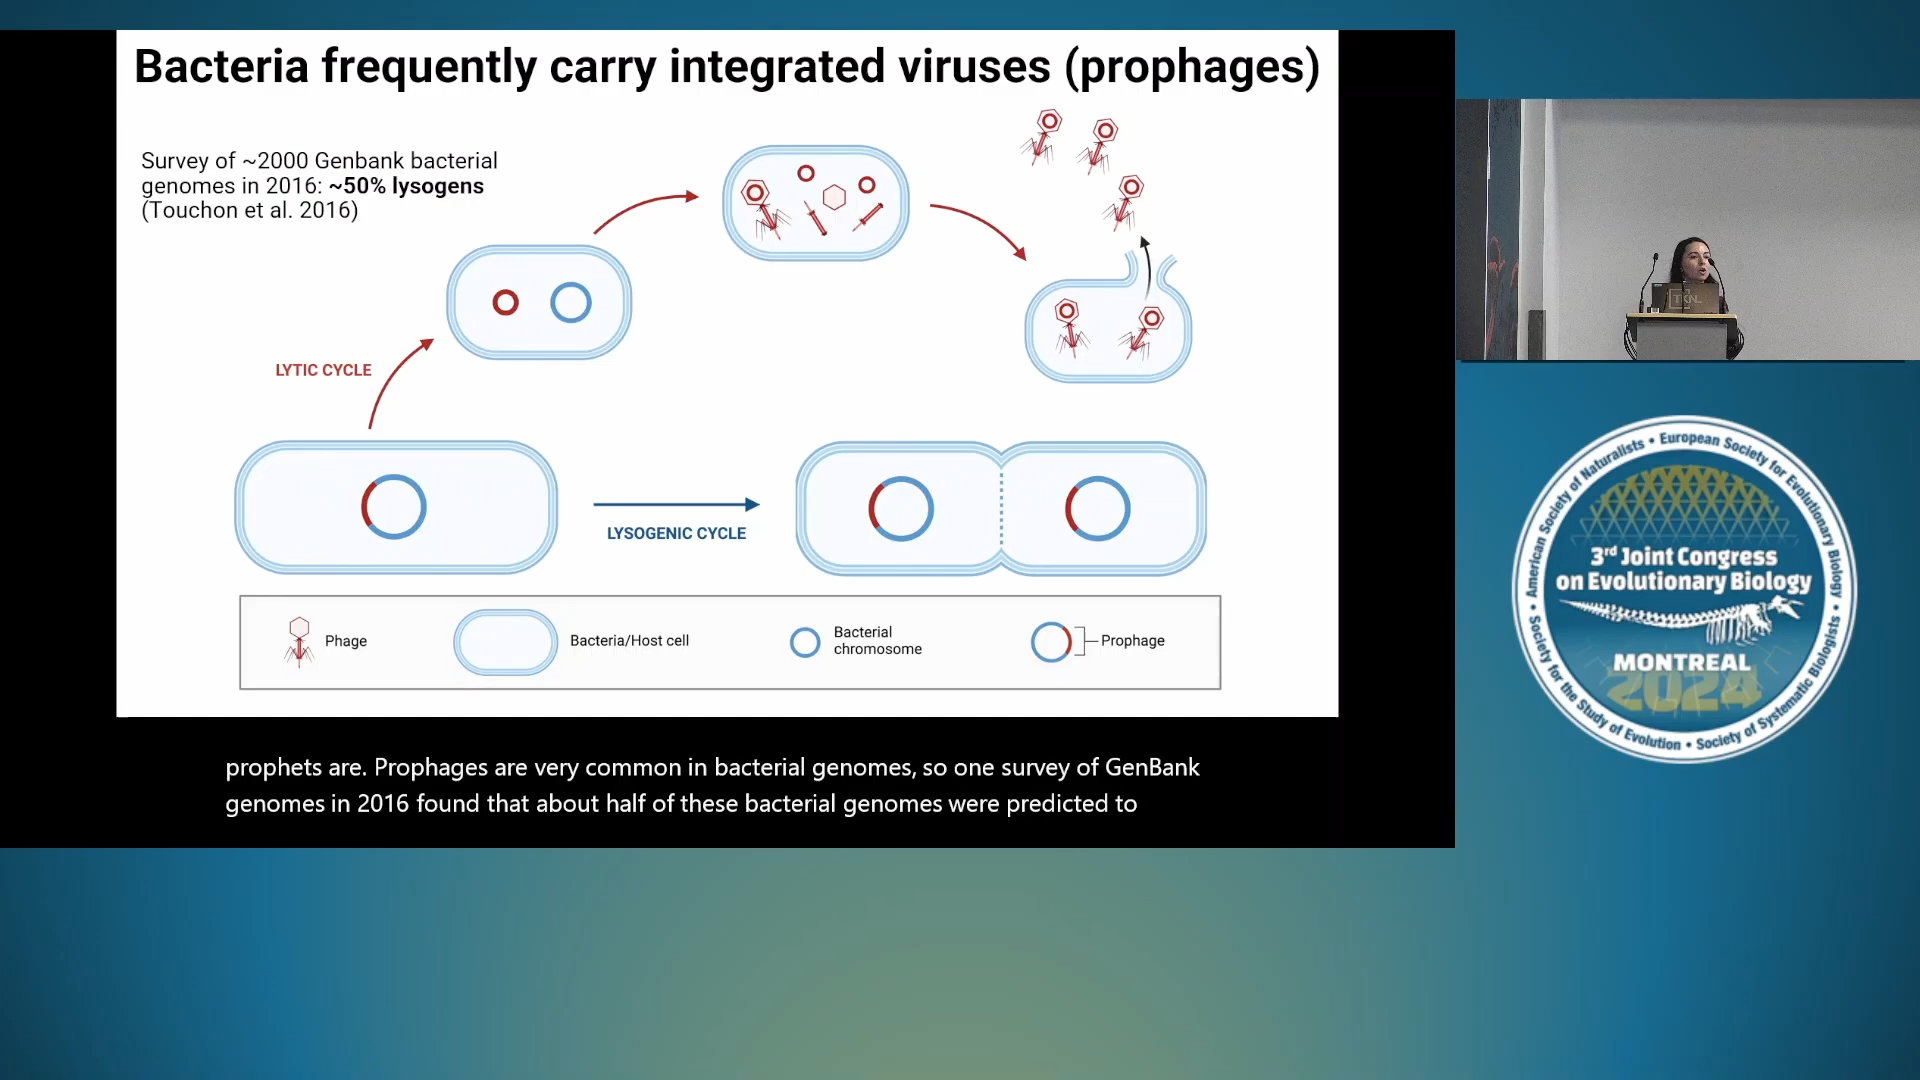 Bacteria frequently carry integrated viruses (prophages)
Survey of ~2000 Genbank bacterial
genomes in 2016: ~50% lysogens
(Touchon et al. 2016)
LYTIC CYCLE
LYSOGENIC CYCLE
Phage
Bacteria/Host cell
Bacterial
chromosome
Prophage
prophets are. Prophages are very common in bacterial genomes, so one survey of GenBank
genomes in 2016 found that about half of these bacterial genomes were predicted to
TKNL
American Society of Naturalists • European Society for Evolutionary Biology •
Society for the Study of Evolution • Society of Systematic Biologists •
3rd Joint Congress
on Evolutionary Biology
MONTREAL
2024